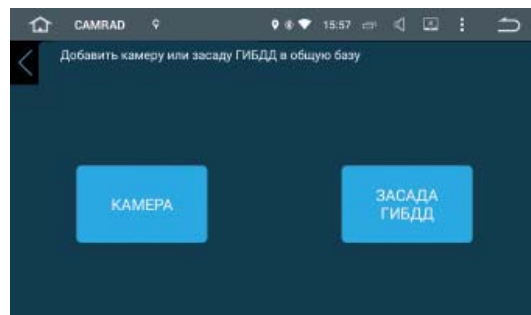 CAMRAD 15:57
Добавить камеру или засаду ГИБДД в общую базу
КАМЕРА
ЗАСАДА
ГИБДД